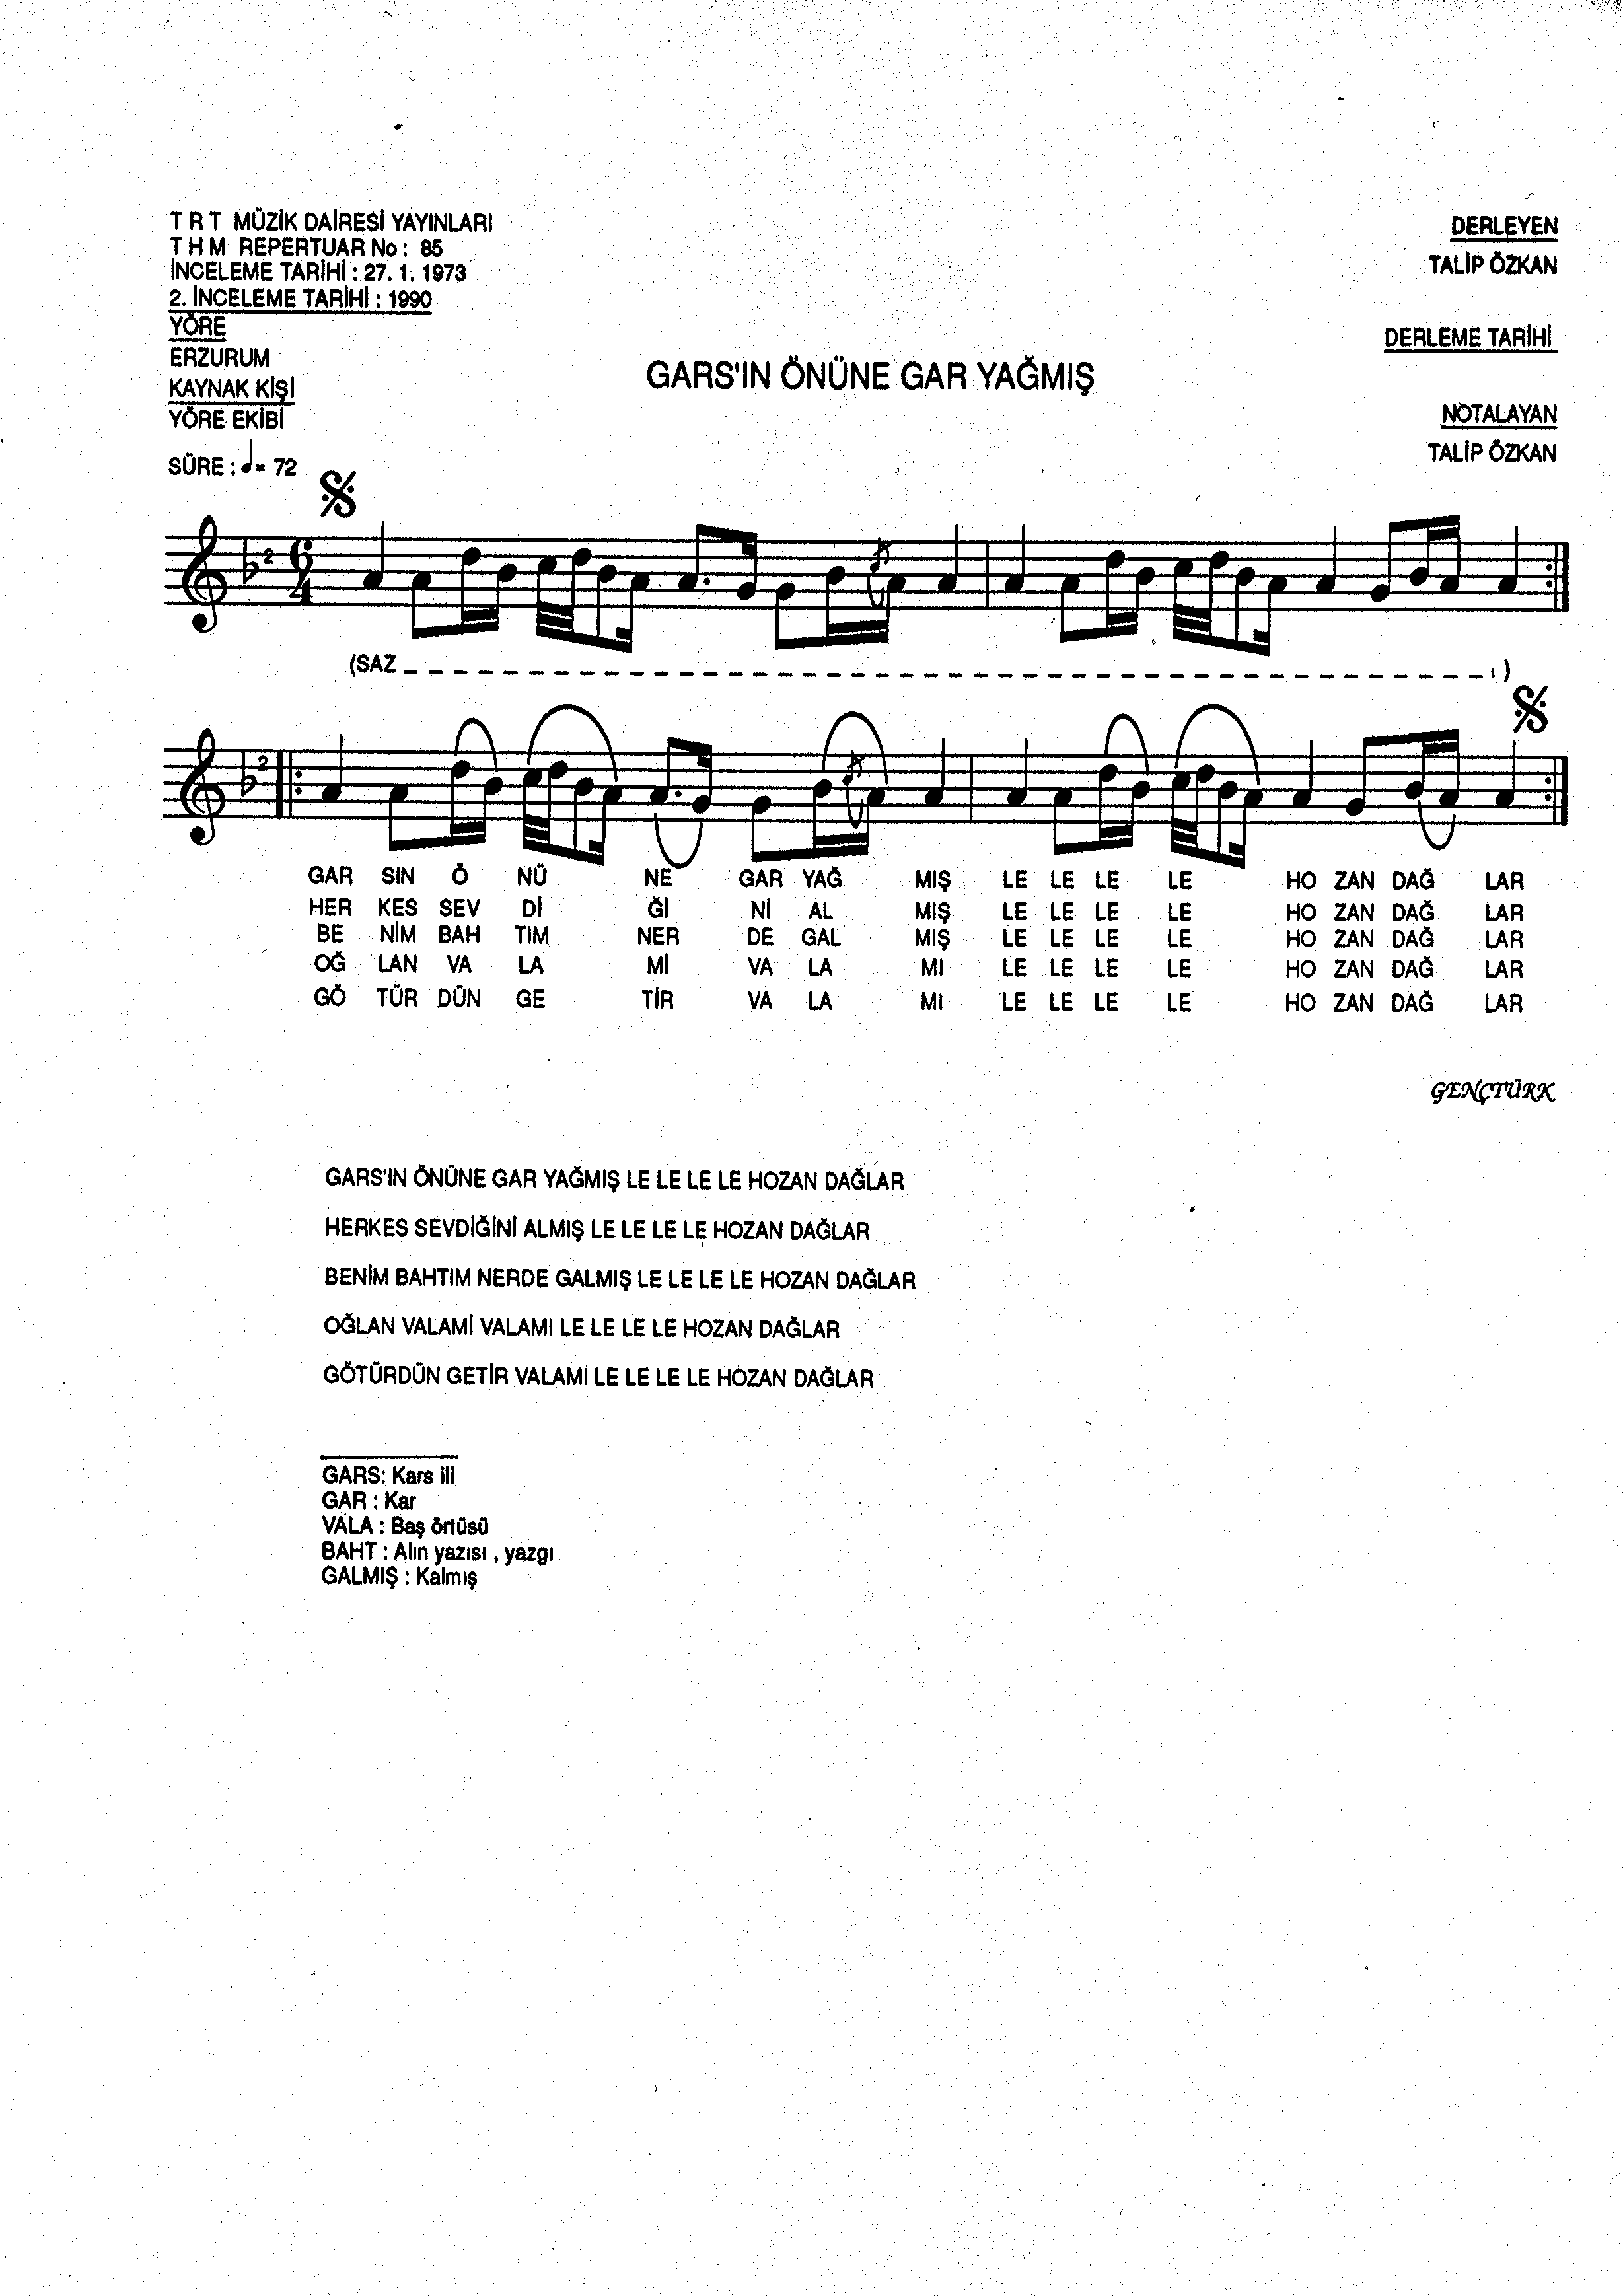 T R T MÜZİK DAİRESİ YAYINLARI
T H M REPERTUAR No : 85
İNCELEME TARİHİ : 27. 1. 1973
2. İNCELEME TARİHİ : 1990
YÖRE
ERZURUM
KAYNAK KİŞİ
YÖRE EKİBİ
SÜRE : ♩= 72
DERLEYEN
TALİP ÖZKAN
DERLEME TARİHİ
NOTALAYAN
TALİP ÖZKAN
GARS'IN ÖNÜNE GAR YAĞMIŞ
2 6/4
(SAZ _ _ _ )
2
GAR SIN Ö NÜ NE GAR YAĞ MIŞ LE LE LE LE HO ZAN DAĞ LAR
HER KES SEV Dİ Ğİ Nİ AL MIŞ LE LE LE LE HO ZAN DAĞ LAR
BE NİM BAH TIM NER DE GAL MIŞ LE LE LE LE HO ZAN DAĞ LAR
OĞ LAN VA LA Mİ VA LA MI LE LE LE LE HO ZAN DAĞ LAR
GÖ TÜR DÜN GE TİR VA LA MI LE LE LE LE HO ZAN DAĞ LAR
GENÇTÜRK
GARS'IN ÖNÜNE GAR YAĞMIŞ LE LE LE LE HOZAN DAĞLAR
HERKES SEVDİĞİNİ ALMIŞ LE LE LE LE HOZAN DAĞLAR
BENİM BAHTIM NERDE GALMIŞ LE LE LE LE HOZAN DAĞLAR
OĞLAN VALAMİ VALAMI LE LE LE LE HOZAN DAĞLAR
GÖTÜRDÜN GETİR VALAMI LE LE LE LE HOZAN DAĞLAR
GARS: Kars ili
GAR : Kar
VALA : Baş örtüsü
BAHT : Alın yazısı , yazgı
GALMIŞ : Kalmış